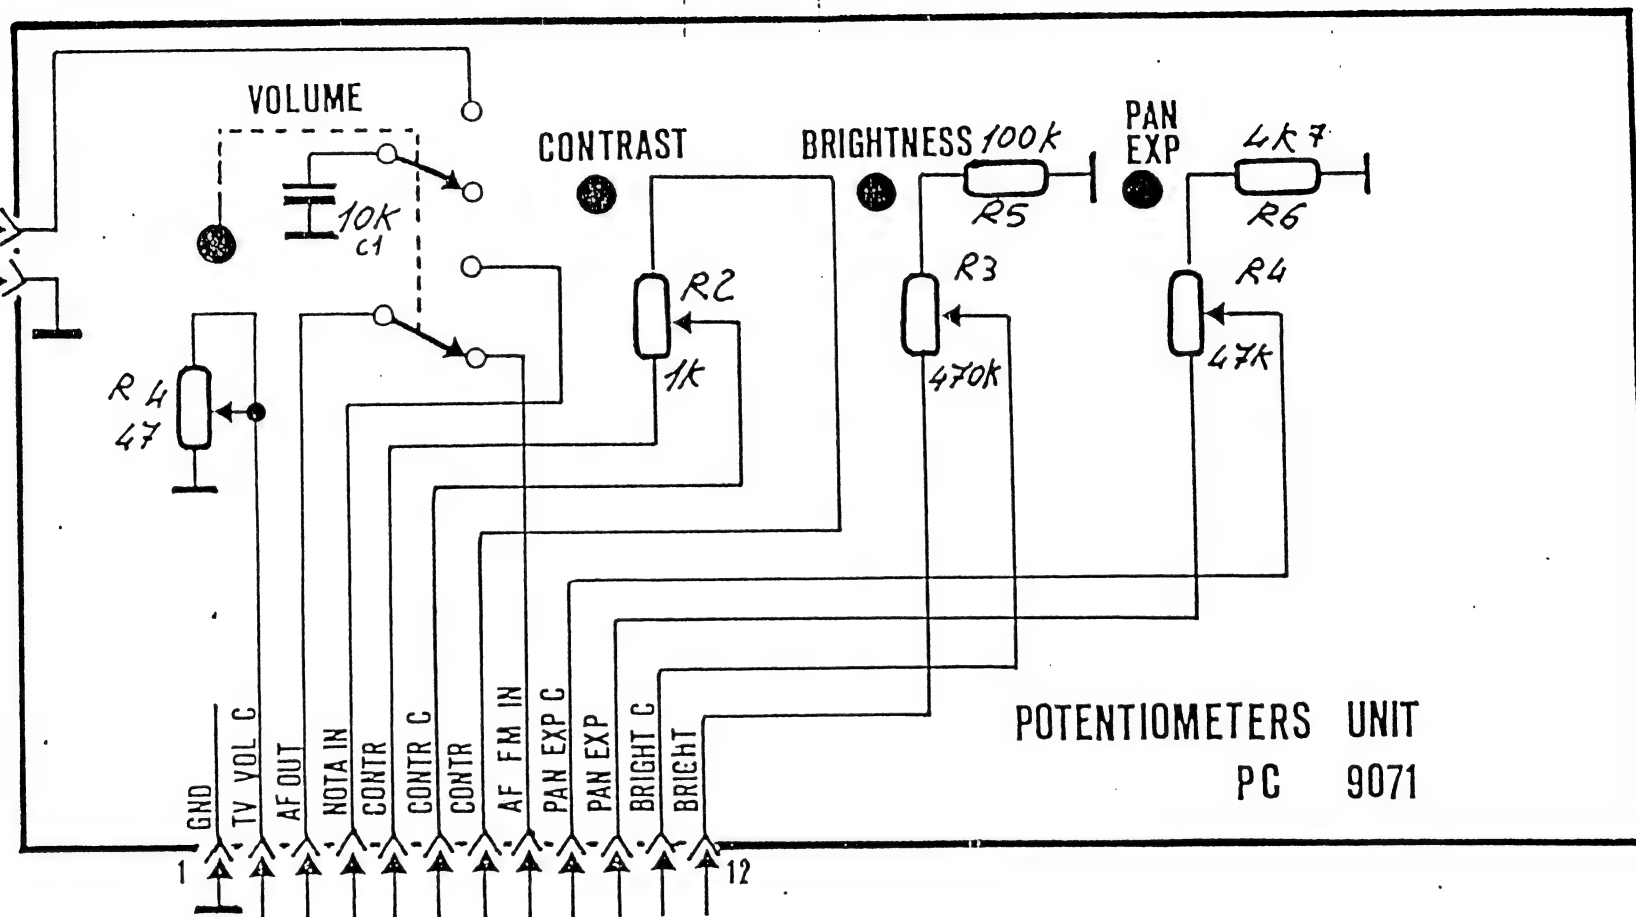 VOLUME
CONTRAST
BRIGHTNESS
100K
PAN
EXP
4K7
10K
C1
R5
R6
R2
R3
R4
1K
470K
47K
R4
47
GND
TV VOL C
AF OUT
NOTA IN
CONTR
CONTR C
CONTR
AF FM IN
PAN EXP C
PAN EXP
BRIGHT C
BRIGHT
POTENTIOMETERS UNIT
PC 9071
1
12